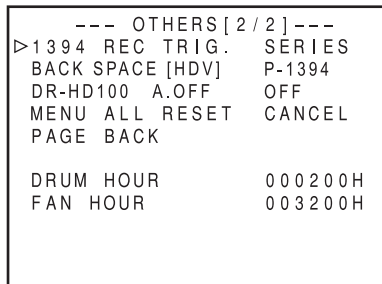 --- OTHERS[2/2]---
▷1394 REC TRIG. SERIES
BACK SPACE [HDV] P-1394
DR-HD100 A.OFF OFF
MENU ALL RESET CANCEL
PAGE BACK
DRUM HOUR 000200H
FAN HOUR 003200H